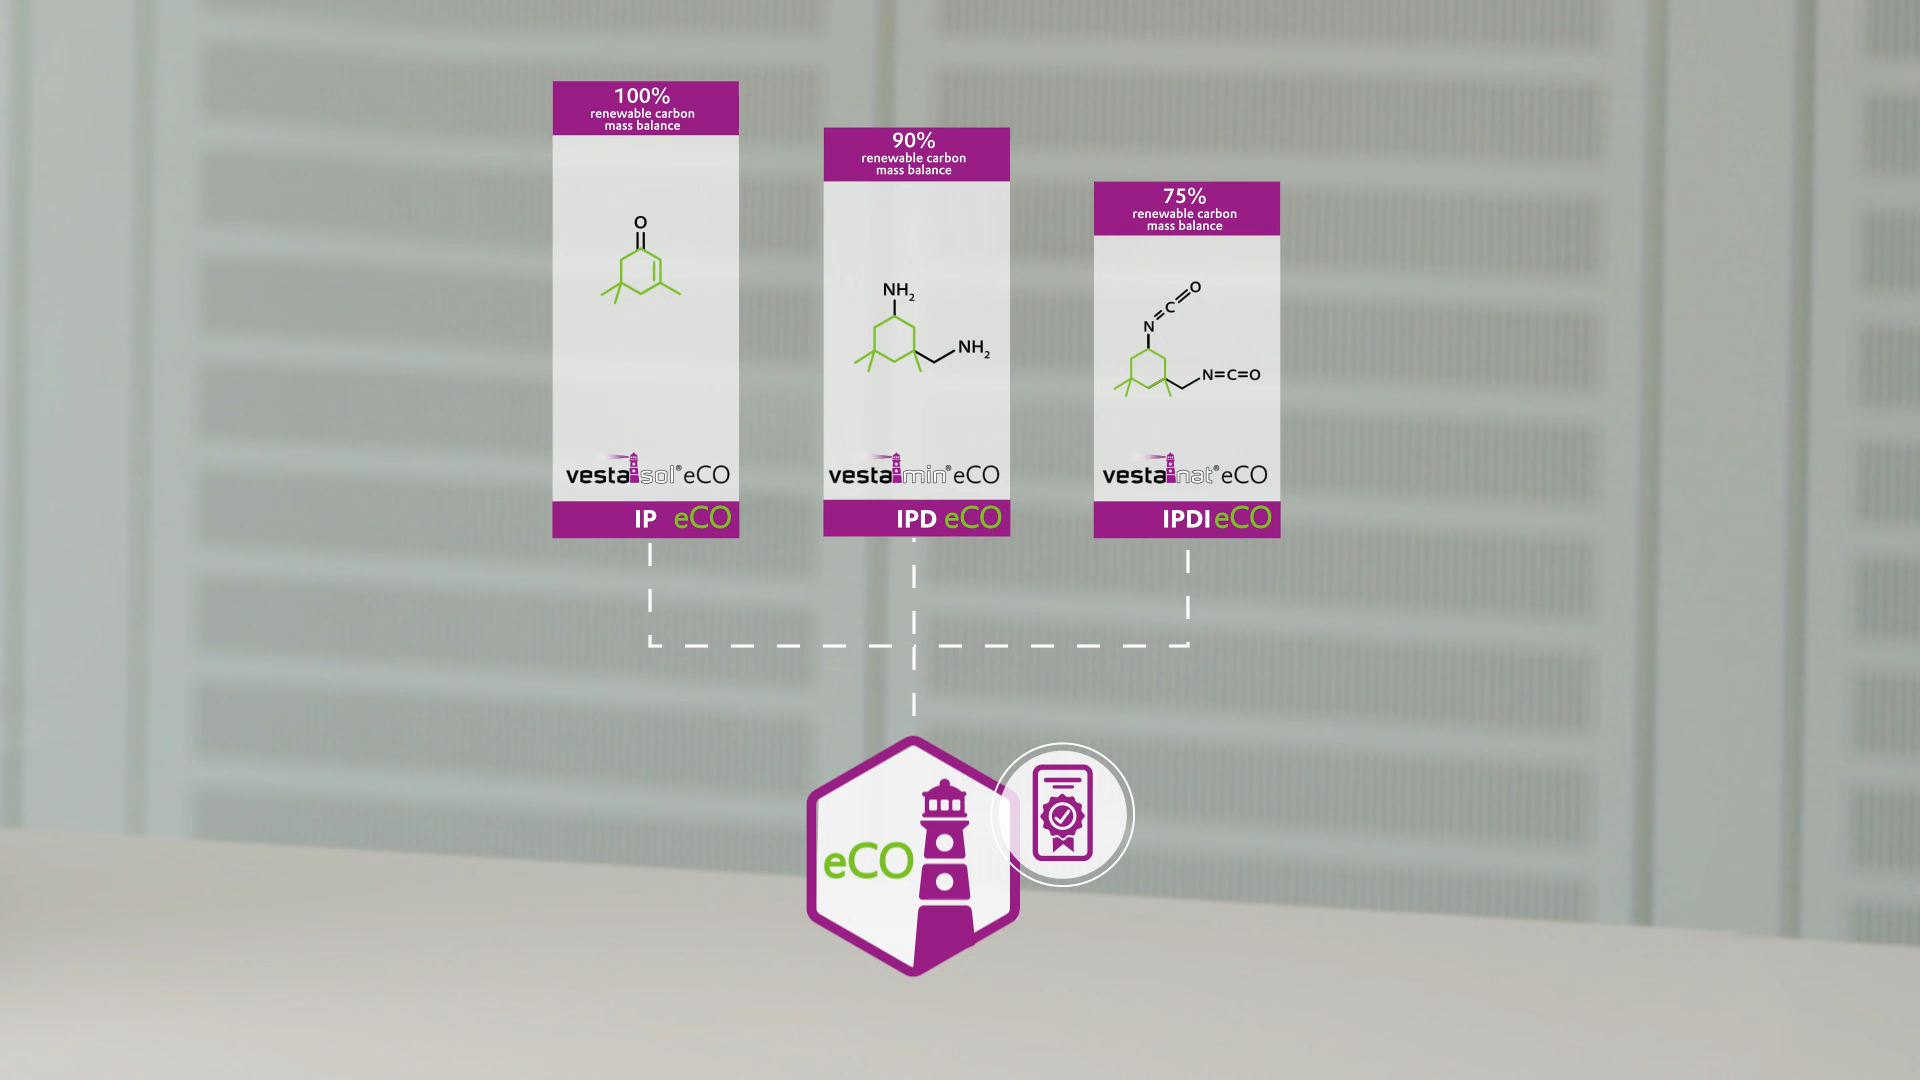 100%
renewable carbon
mass balance
O
vestasol® eCO
IP eCO
90%
renewable carbon
mass balance
NH2
NH2
vestamin® eCO
IPD eCO
75%
renewable carbon
mass balance
O
C
N
N=C=O
vestanat® eCO
IPDI eCO
eCO